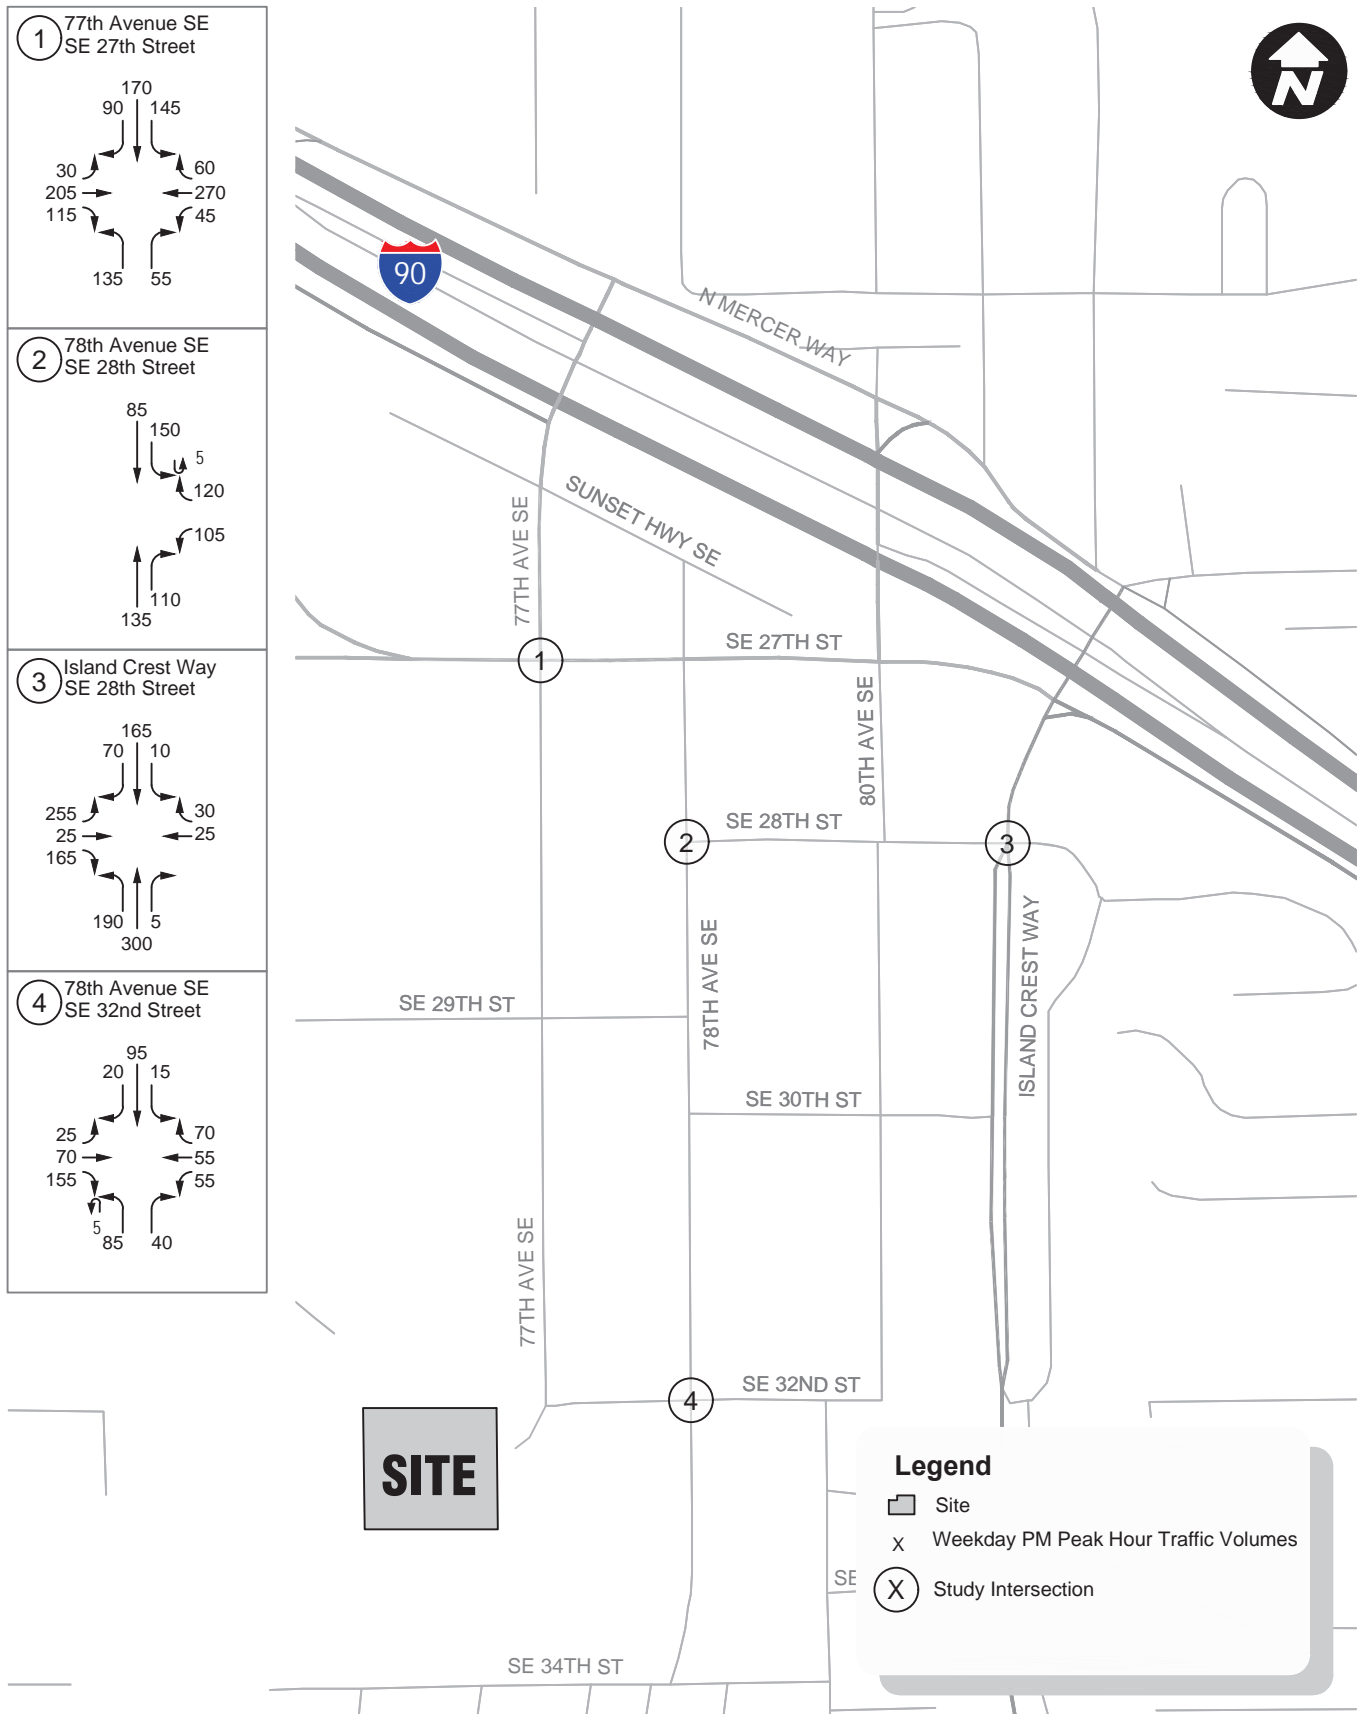 1
77th Avenue SE
SE 27th Street
170
90 145
30 60
205 270
115 45
135 55
2
78th Avenue SE
SE 28th Street
85
150
5
120
105
110
135
3
Island Crest Way
SE 28th Street
165
70 10
255 30
25 25
165
190 5
300
4
78th Avenue SE
SE 32nd Street
95
20 15
25 70
70 55
155 55
5
85 40
N
90
N MERCER WAY
SUNSET HWY SE
77TH AVE SE
1
SE 27TH ST
80TH AVE SE
2
SE 28TH ST
3
78TH AVE SE
ISLAND CREST WAY
SE 29TH ST
SE 30TH ST
77TH AVE SE
4
SE 32ND ST
SITE
SE
SE 34TH ST
Legend
Site
X Weekday PM Peak Hour Traffic Volumes
X Study Intersection